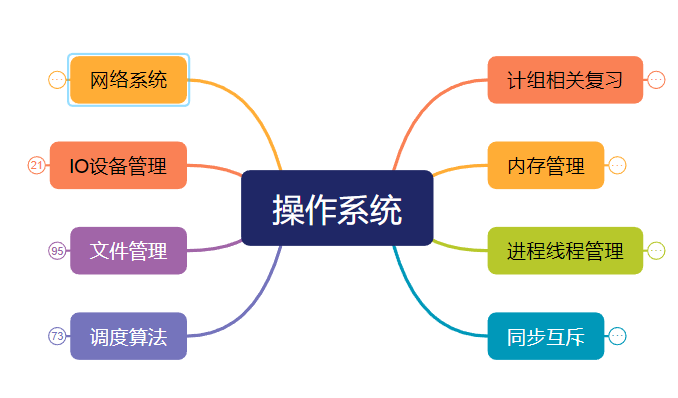 网络系统
计组相关复习
21
IO设备管理
内存管理
操作系统
95
文件管理
进程线程管理
73
调度算法
同步互斥